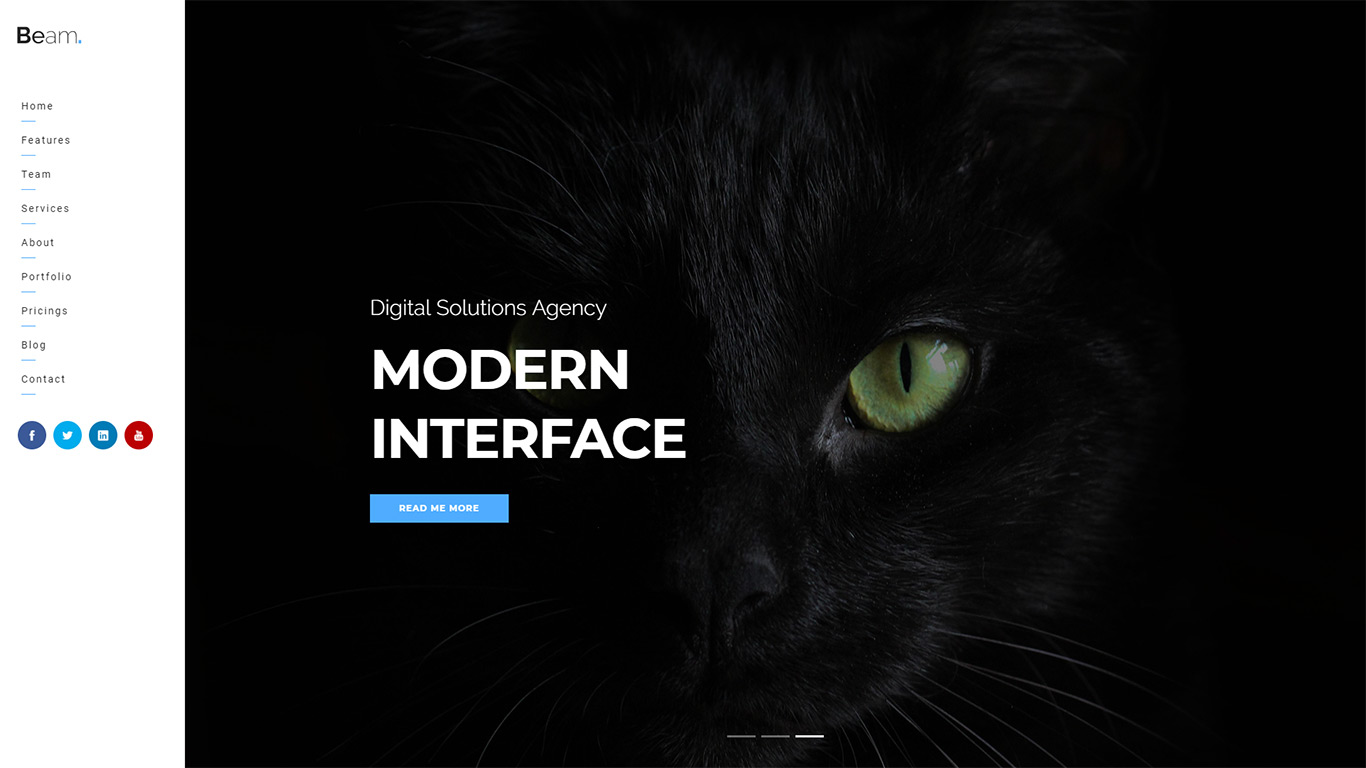 Beam.
Home
Features
Team
Services
About
Portfolio
Pricings
Blog
Contact
Digital Solutions Agency
MODERN
INTERFACE
READ ME MORE